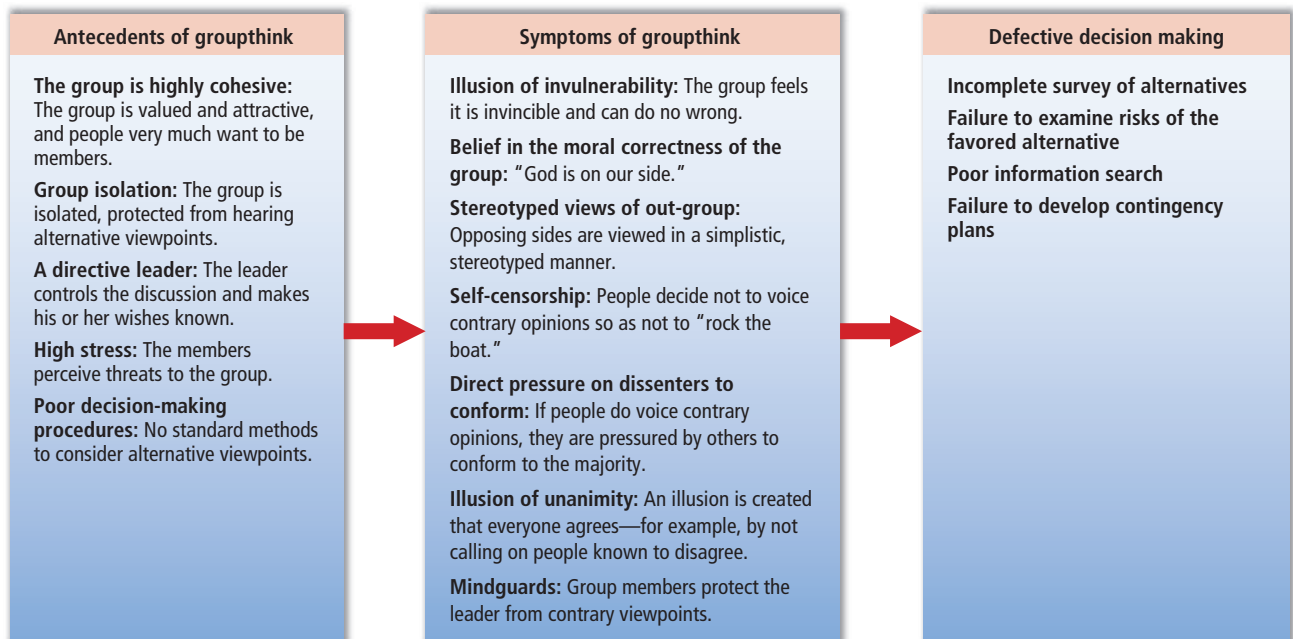 Antecedents of groupthink
The group is highly cohesive:
The group is valued and attractive,
and people very much want to be
members.
Group isolation: The group is
isolated, protected from hearing
alternative viewpoints.
A directive leader: The leader
controls the discussion and makes
his or her wishes known.
High stress: The members
perceive threats to the group.
Poor decision-making
procedures: No standard methods
to consider alternative viewpoints.
Symptoms of groupthink
Illusion of invulnerability: The group feels
it is invincible and can do no wrong.
Belief in the moral correctness of the
group: "God is on our side."
Stereotyped views of out-group:
Opposing sides are viewed in a simplistic,
stereotyped manner.
Self-censorship: People decide not to voice
contrary opinions so as not to "rock the
boat."
Direct pressure on dissenters to
conform: If people do voice contrary
opinions, they are pressured by others to
conform to the majority.
Illusion of unanimity: An illusion is created
that everyone agrees—for example, by not
calling on people known to disagree.
Mindguards: Group members protect the
leader from contrary viewpoints.
Defective decision making
Incomplete survey of alternatives
Failure to examine risks of the
favored alternative
Poor information search
Failure to develop contingency
plans